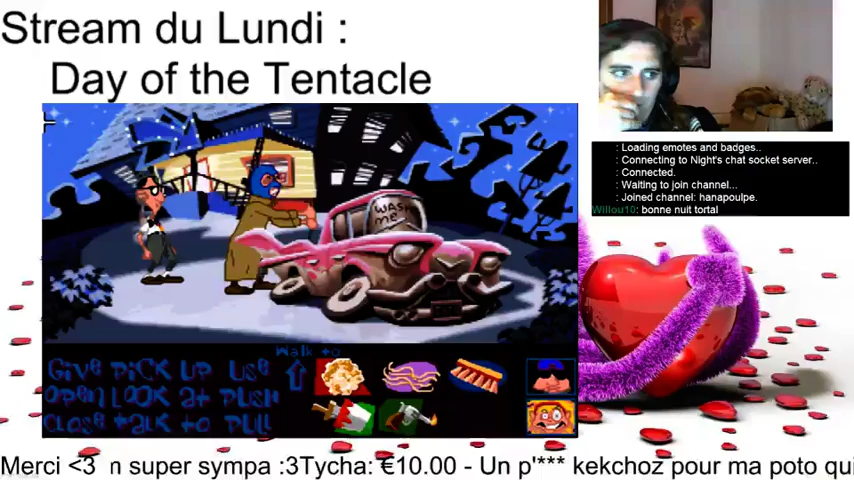 Stream du Lundi :
Day of the Tentacle
: Loading emotes and badges..
: Connecting to Night's chat socket server..
: Connected.
: Waiting to join channel...
: Joined channel: hanapoulpe.
Willou10: bonne nuit tortal
WASH
ME
Walk to
GIVE PICK UP USE
OPEN LOOK AT PUSH
CLOSE TALK TO PULL
Merci <3 n super sympa :3Tycha: €10.00 - Un p'*** kekchoz pour ma poto qui